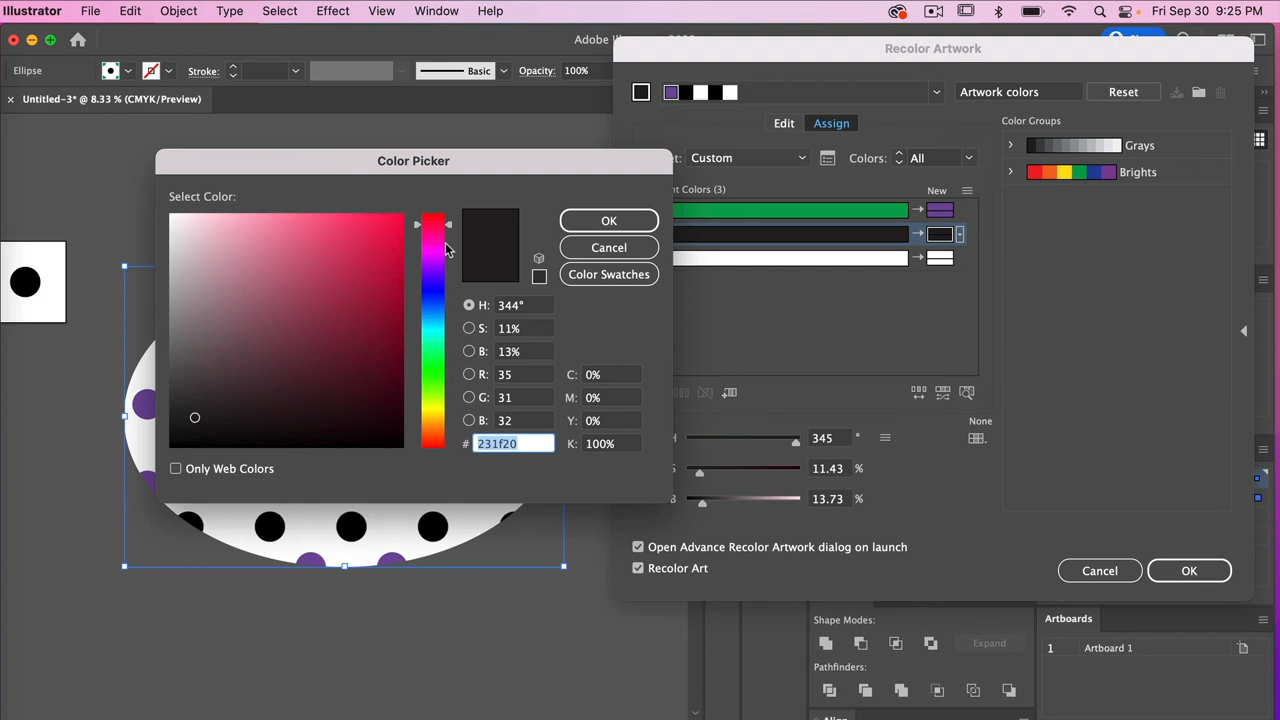 Illustrator File Edit Object Type Select Effect View Window Help Fri Sep 30 9:25 PM
Ellipse Stroke: Basic Opacity: 100%
Untitled-3* @ 8.33 % (CMYK/Preview)
Recolor Artwork
Artwork colors Reset
Edit Assign
Custom Colors: All
Colors (3) New
Color Groups
Grays
Brights
Color Picker
Select Color:
OK
Cancel
Color Swatches
H: 344°
S: 11%
B: 13%
R: 35 C: 0%
G: 31 M: 0%
B: 32 Y: 0%
# 231f20 K: 100%
Only Web Colors
None
H 345 °
11.43 %
13.73 %
Open Advance Recolor Artwork dialog on launch
Recolor Art
Cancel OK
Shape Modes:
Expand
Pathfinders:
Artboards
1 Artboard 1